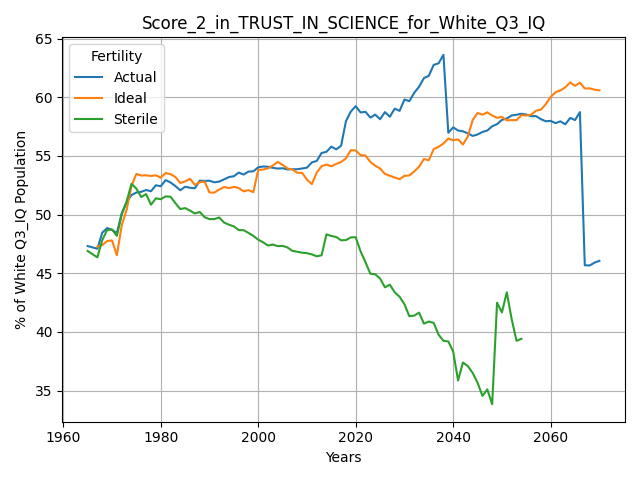 Score_2_in_TRUST_IN_SCIENCE_for_White_Q3_IQ
Fertility
Actual
Ideal
Sterile
% of White Q3_IQ Population
65
60
55
50
45
40
35
1960
1980
2000
2020
2040
2060
Years